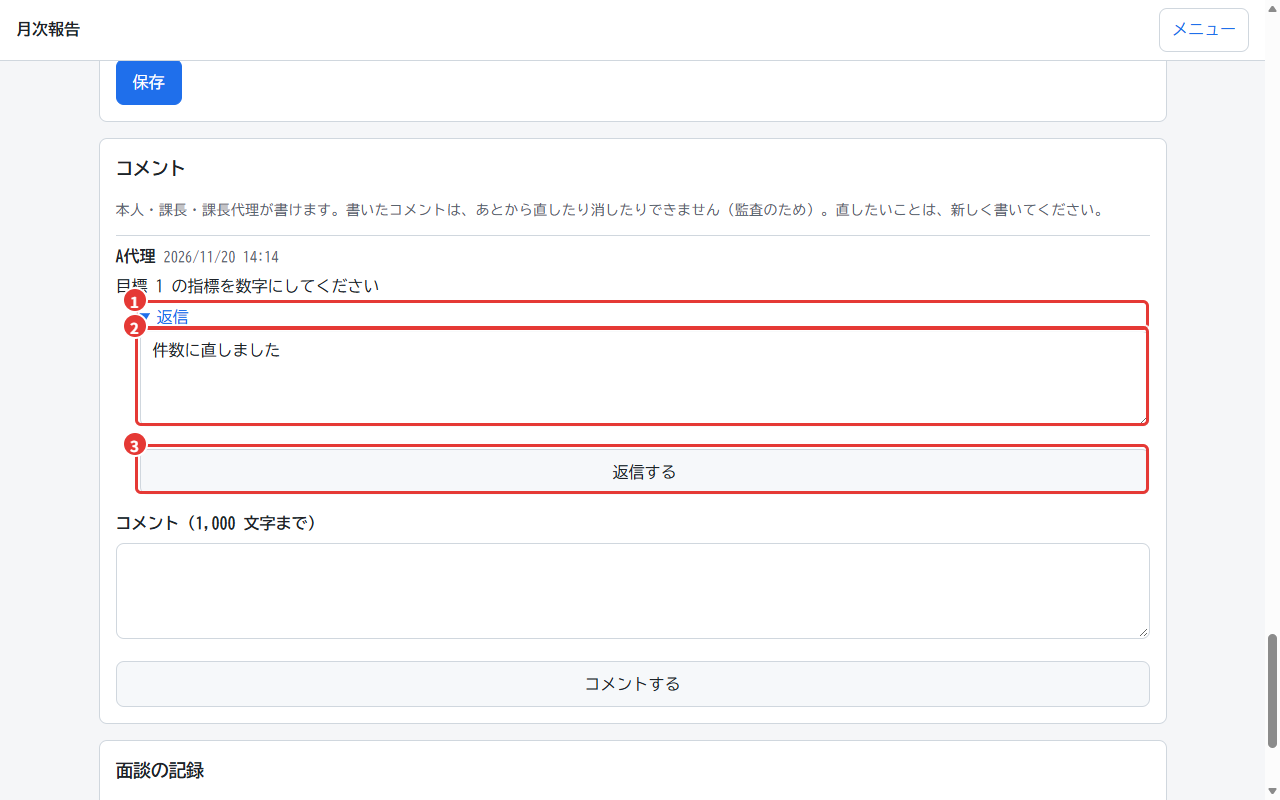 月次報告
メニュー
保存
コメント
本人・課長・課長代理が書けます。書いたコメントは、あとから直したり消したりできません（監査のため）。直したいことは、新しく書いてください。
A代理 2026/11/20 14:14
目標 1 の指標を数字にしてください
1
▼ 返信
2
件数に直しました
3
返信する
コメント（1,000 文字まで）
コメントする
面談の記録